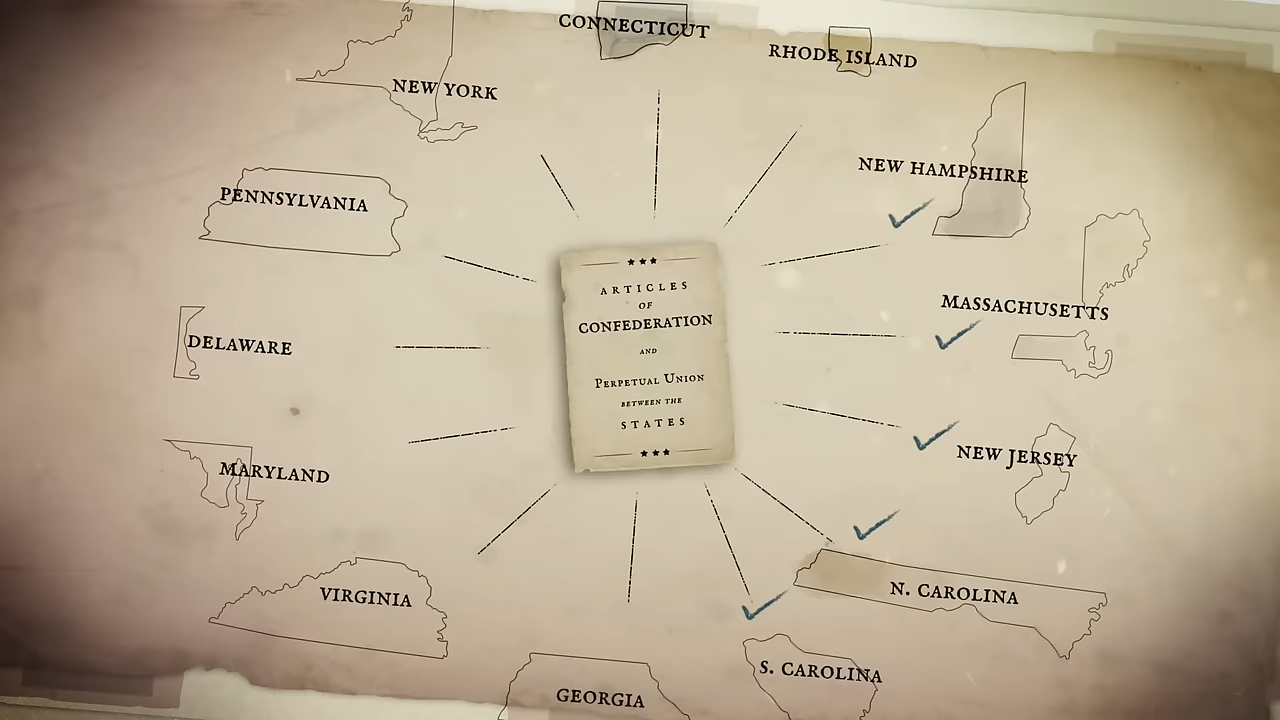 CONNECTICUT
RHODE ISLAND
NEW YORK
NEW HAMPSHIRE
PENNSYLVANIA
ARTICLES
OF
CONFEDERATION
AND
PERPETUAL UNION
BETWEEN THE
STATES
MASSACHUSETTS
DELAWARE
NEW JERSEY
MARYLAND
VIRGINIA
N. CAROLINA
S. CAROLINA
GEORGIA